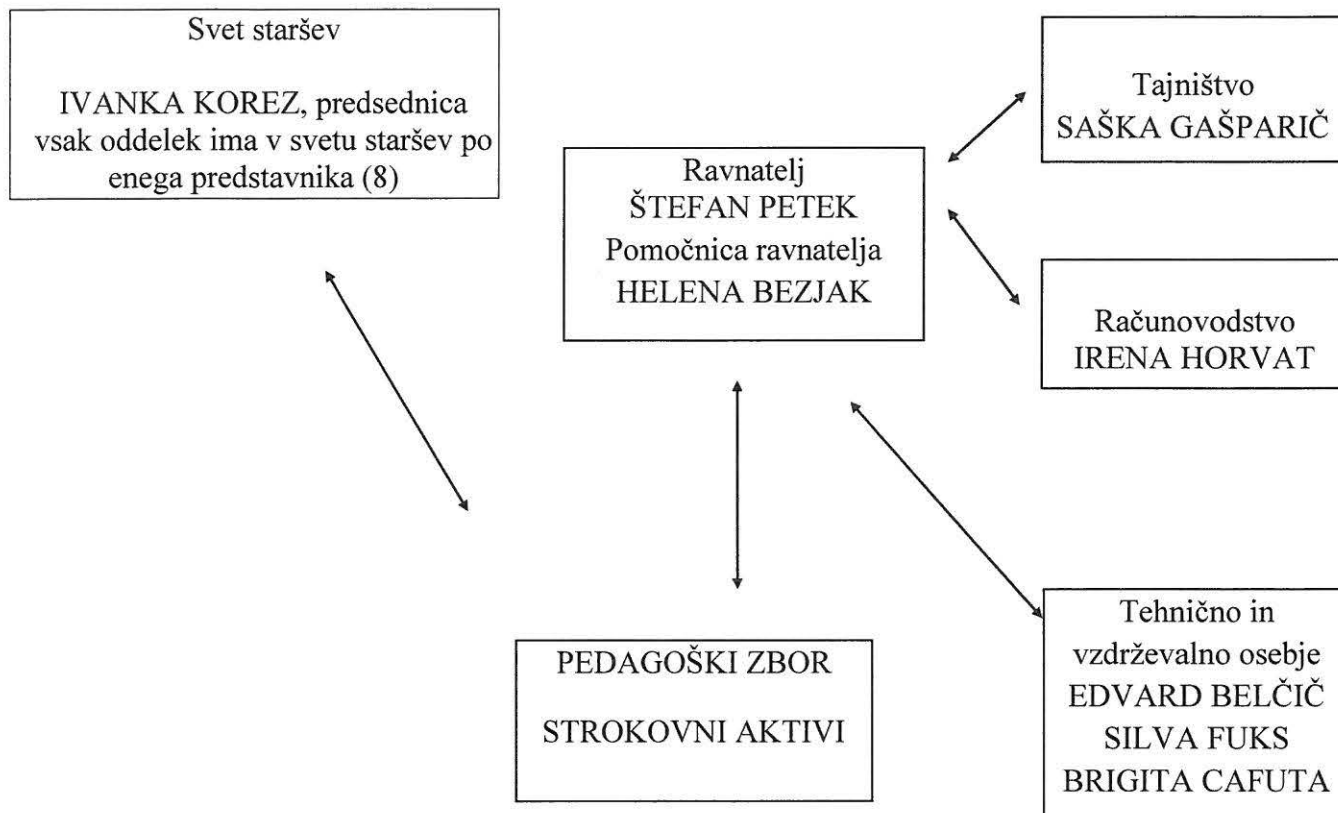 Svet staršev
IVANKA KOREZ, predsednica
vsak oddelek ima v svetu staršev po
enega predstavnika (8)
Ravnatelj
ŠTEFAN PETEK
Pomočnica ravnatelja
HELENA BEZJAK
Tajništvo
SAŠKA GAŠPARIČ
Računovodstvo
IRENA HORVAT
PEDAGOŠKI ZBOR
STROKOVNI AKTIVI
Tehnično in
vzdrževalno osebje
EDVARD BELČIČ
SILVA FUKS
BRIGITA CAFUTA